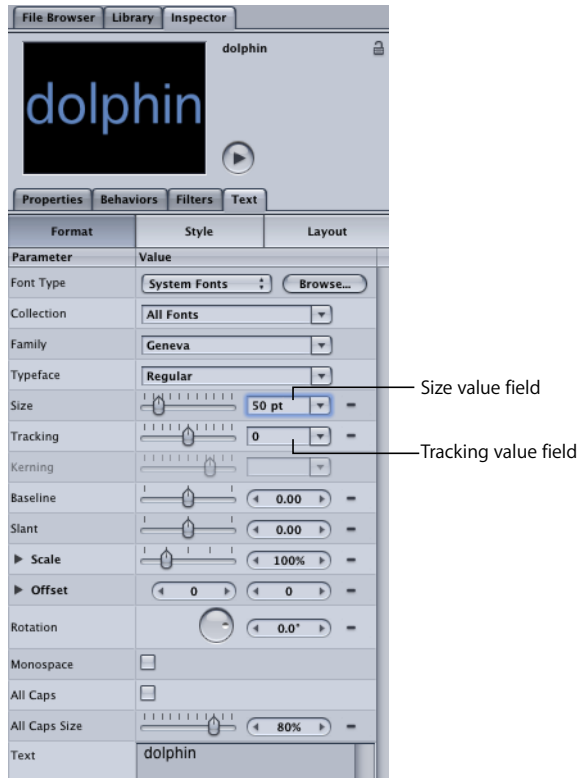 File Browser Library Inspector
dolphin
dolphin
Properties Behaviors Filters Text
Format Style Layout
Parameter Value
Font Type System Fonts Browse...
Collection All Fonts
Family Geneva
Typeface Regular
Size 50 pt
Size value field
Tracking 0
Tracking value field
Kerning
Baseline 0.00
Slant 0.00
Scale 100%
Offset 0 0
Rotation 0.0°
Monospace
All Caps
All Caps Size 80%
Text dolphin